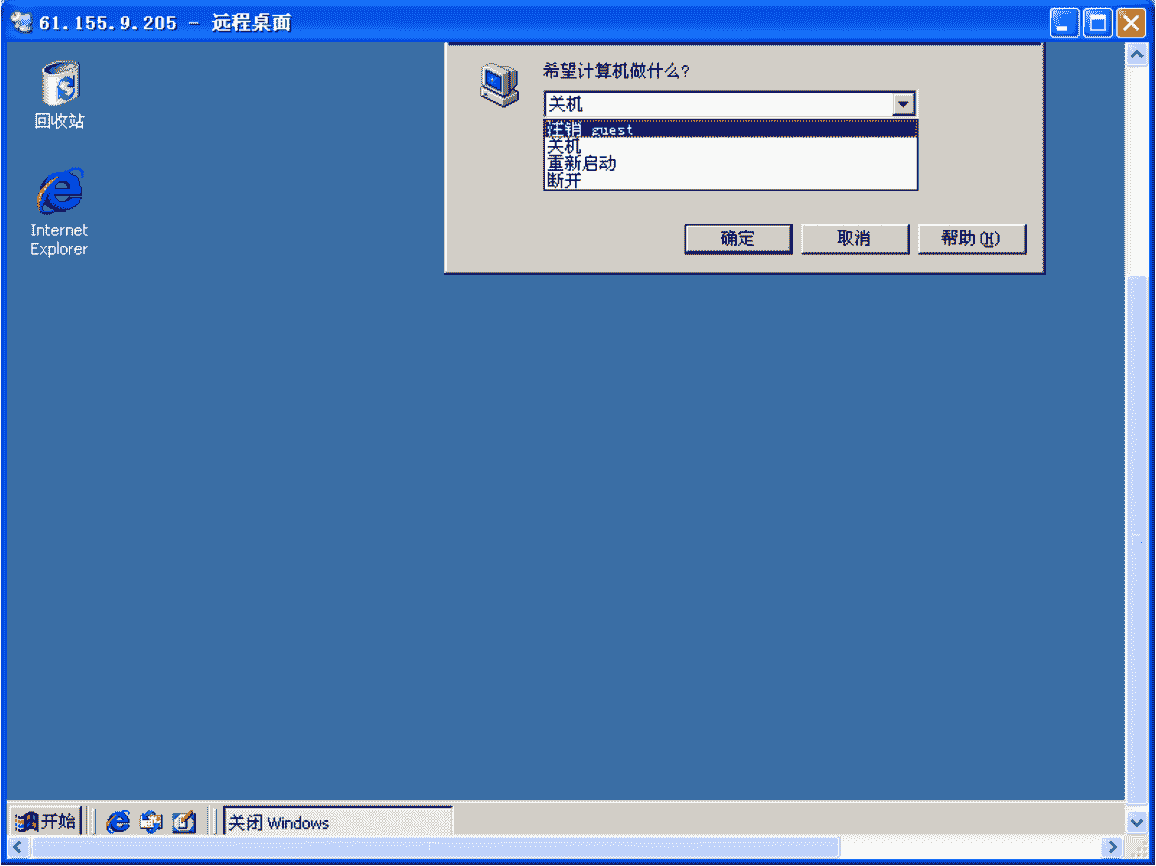 61.155.9.205 - 远程桌面
回收站
Internet
Explorer
希望计算机做什么?
关机
注销 guest
关机
重新启动
断开
确定
取消
帮助(H)
开始
关闭 Windows